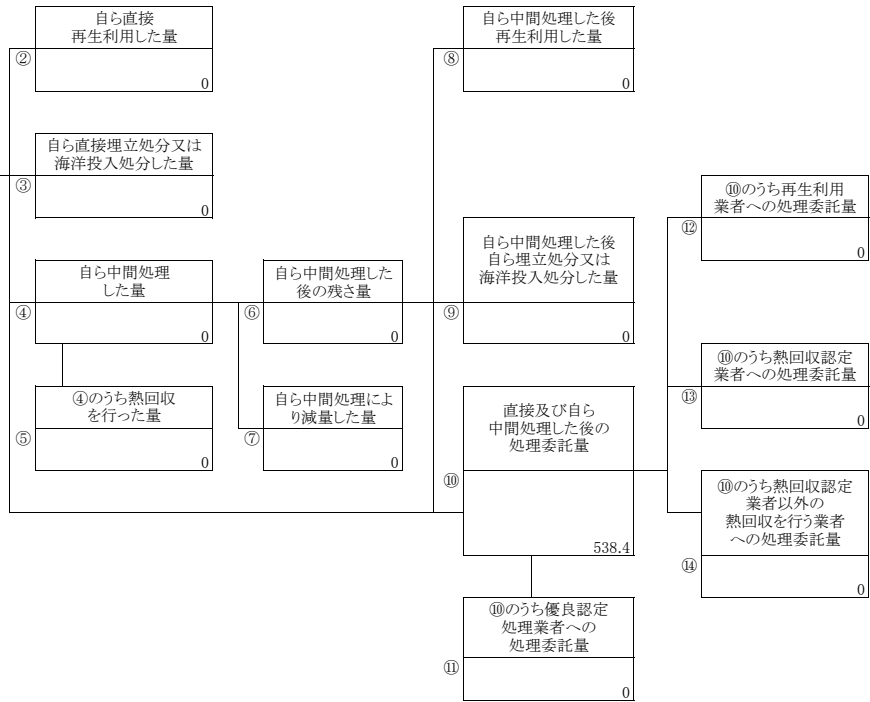 自ら直接
再生利用した量
②
0
自ら中間処理した後
再生利用した量
⑧
0
自ら直接埋立処分又は
海洋投入処分した量
③
0
⑩のうち再生利用
業者への処理委託量
⑫
0
自ら中間処理
した量
④
0
自ら中間処理した
後の残さ量
⑥
0
自ら中間処理した後
自ら埋立処分又は
海洋投入処分した量
⑨
0
⑩のうち熱回収認定
業者への処理委託量
⑬
0
④のうち熱回収
を行った量
⑤
0
自ら中間処理によ
り減量した量
⑦
0
直接及び自ら
中間処理した後の
処理委託量
⑩
538.4
⑩のうち熱回収認定
業者以外の
熱回収を行う業者
への処理委託量
⑭
0
⑩のうち優良認定
処理業者への
処理委託量
⑪
0